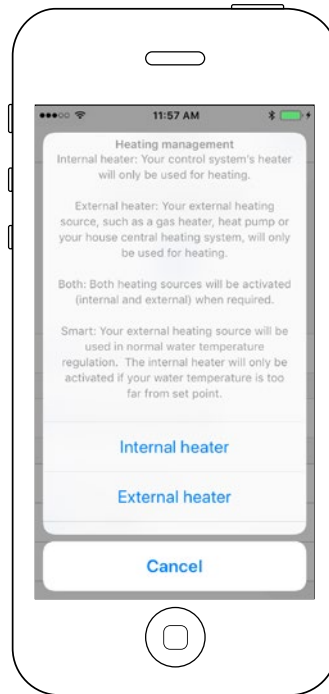 11:57 AM
Heating management
Internal heater: Your control system's heater
will only be used for heating.
External heater: Your external heating
source, such as a gas heater, heat pump or
your house central heating system, will only
be used for heating.
Both: Both heating sources will be activated
(internal and external) when required.
Smart: Your external heating source will be
used in normal water temperature
regulation. The internal heater will only be
activated if your water temperature is too
far from set point.
Internal heater
External heater
Cancel